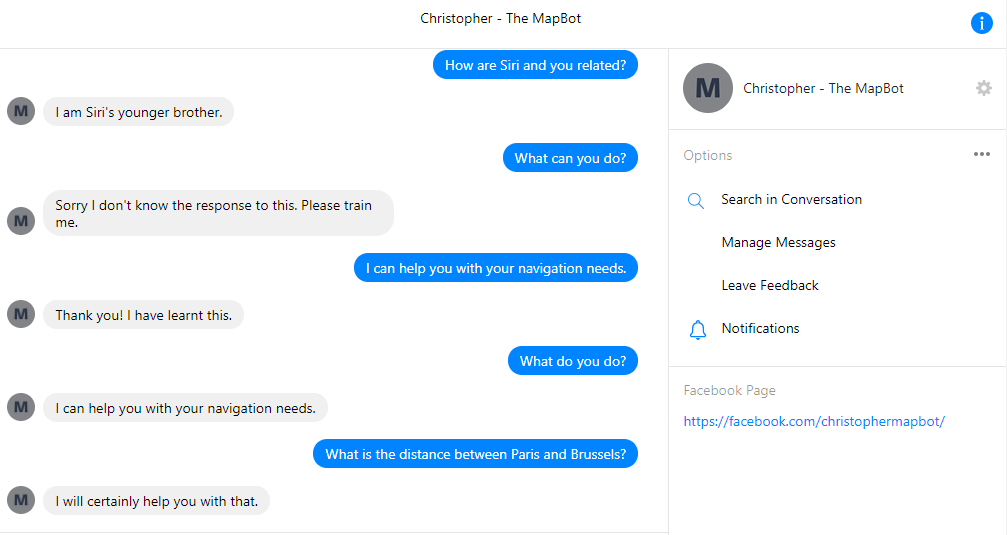 Christopher - The MapBot
i
How are Siri and you related?
M
I am Siri's younger brother.
What can you do?
Sorry I don't know the response to this. Please train
me.
M
I can help you with your navigation needs.
M
Thank you! I have learnt this.
What do you do?
M
I can help you with your navigation needs.
What is the distance between Paris and Brussels?
M
I will certainly help you with that.
M
Christopher - The MapBot
Options
Search in Conversation
Manage Messages
Leave Feedback
Notifications
Facebook Page
https://facebook.com/christophermapbot/